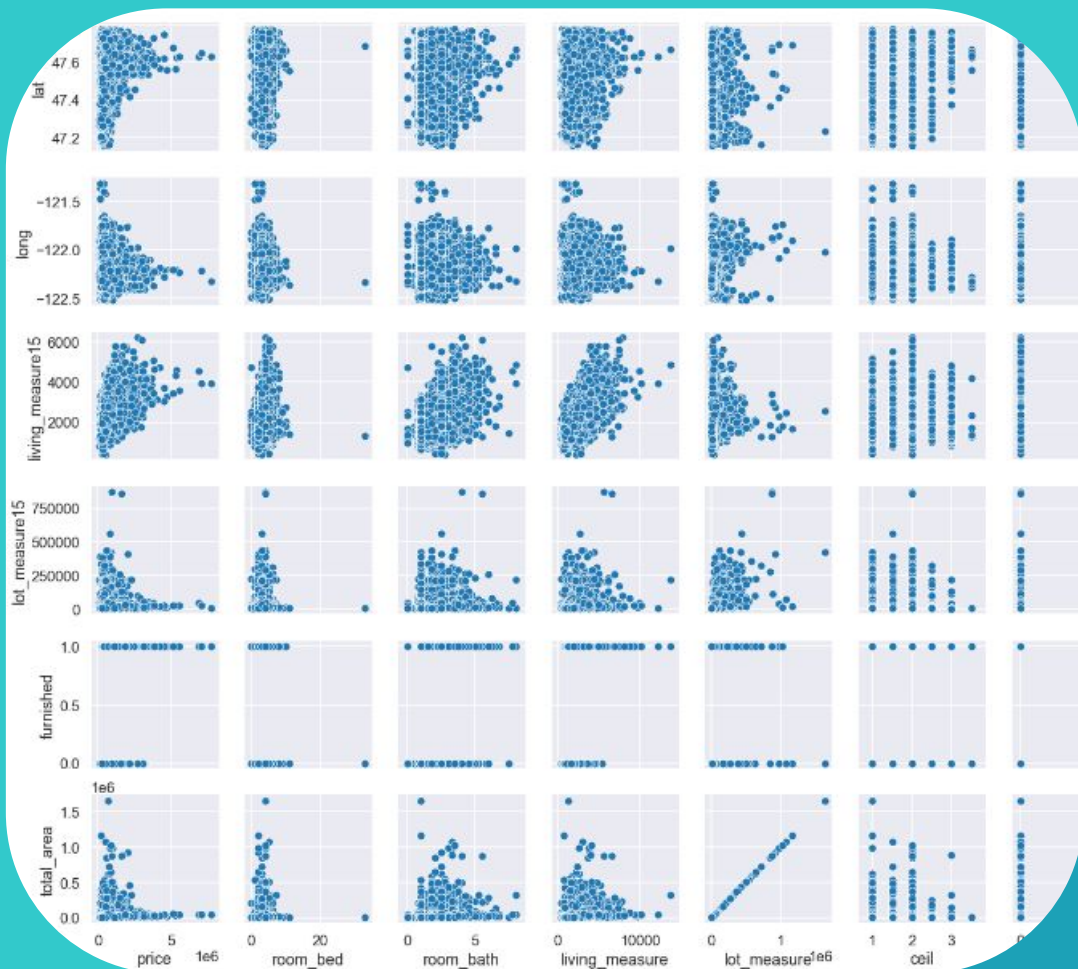 lat
47.6
47.4
47.2
long
−121.5
−122.0
−122.5
living_measure15
6000
4000
2000
lot_measure15
750000
500000
250000
0
furnished
1.0
0.5
0.0
1e6
total_area
1.5
1.0
0.5
0.0
0 5 0 20 0 5 0 10000 0 1 1 2 3
price 1e6 room_bed room_bath living_measure lot_measure 1e6 ceil